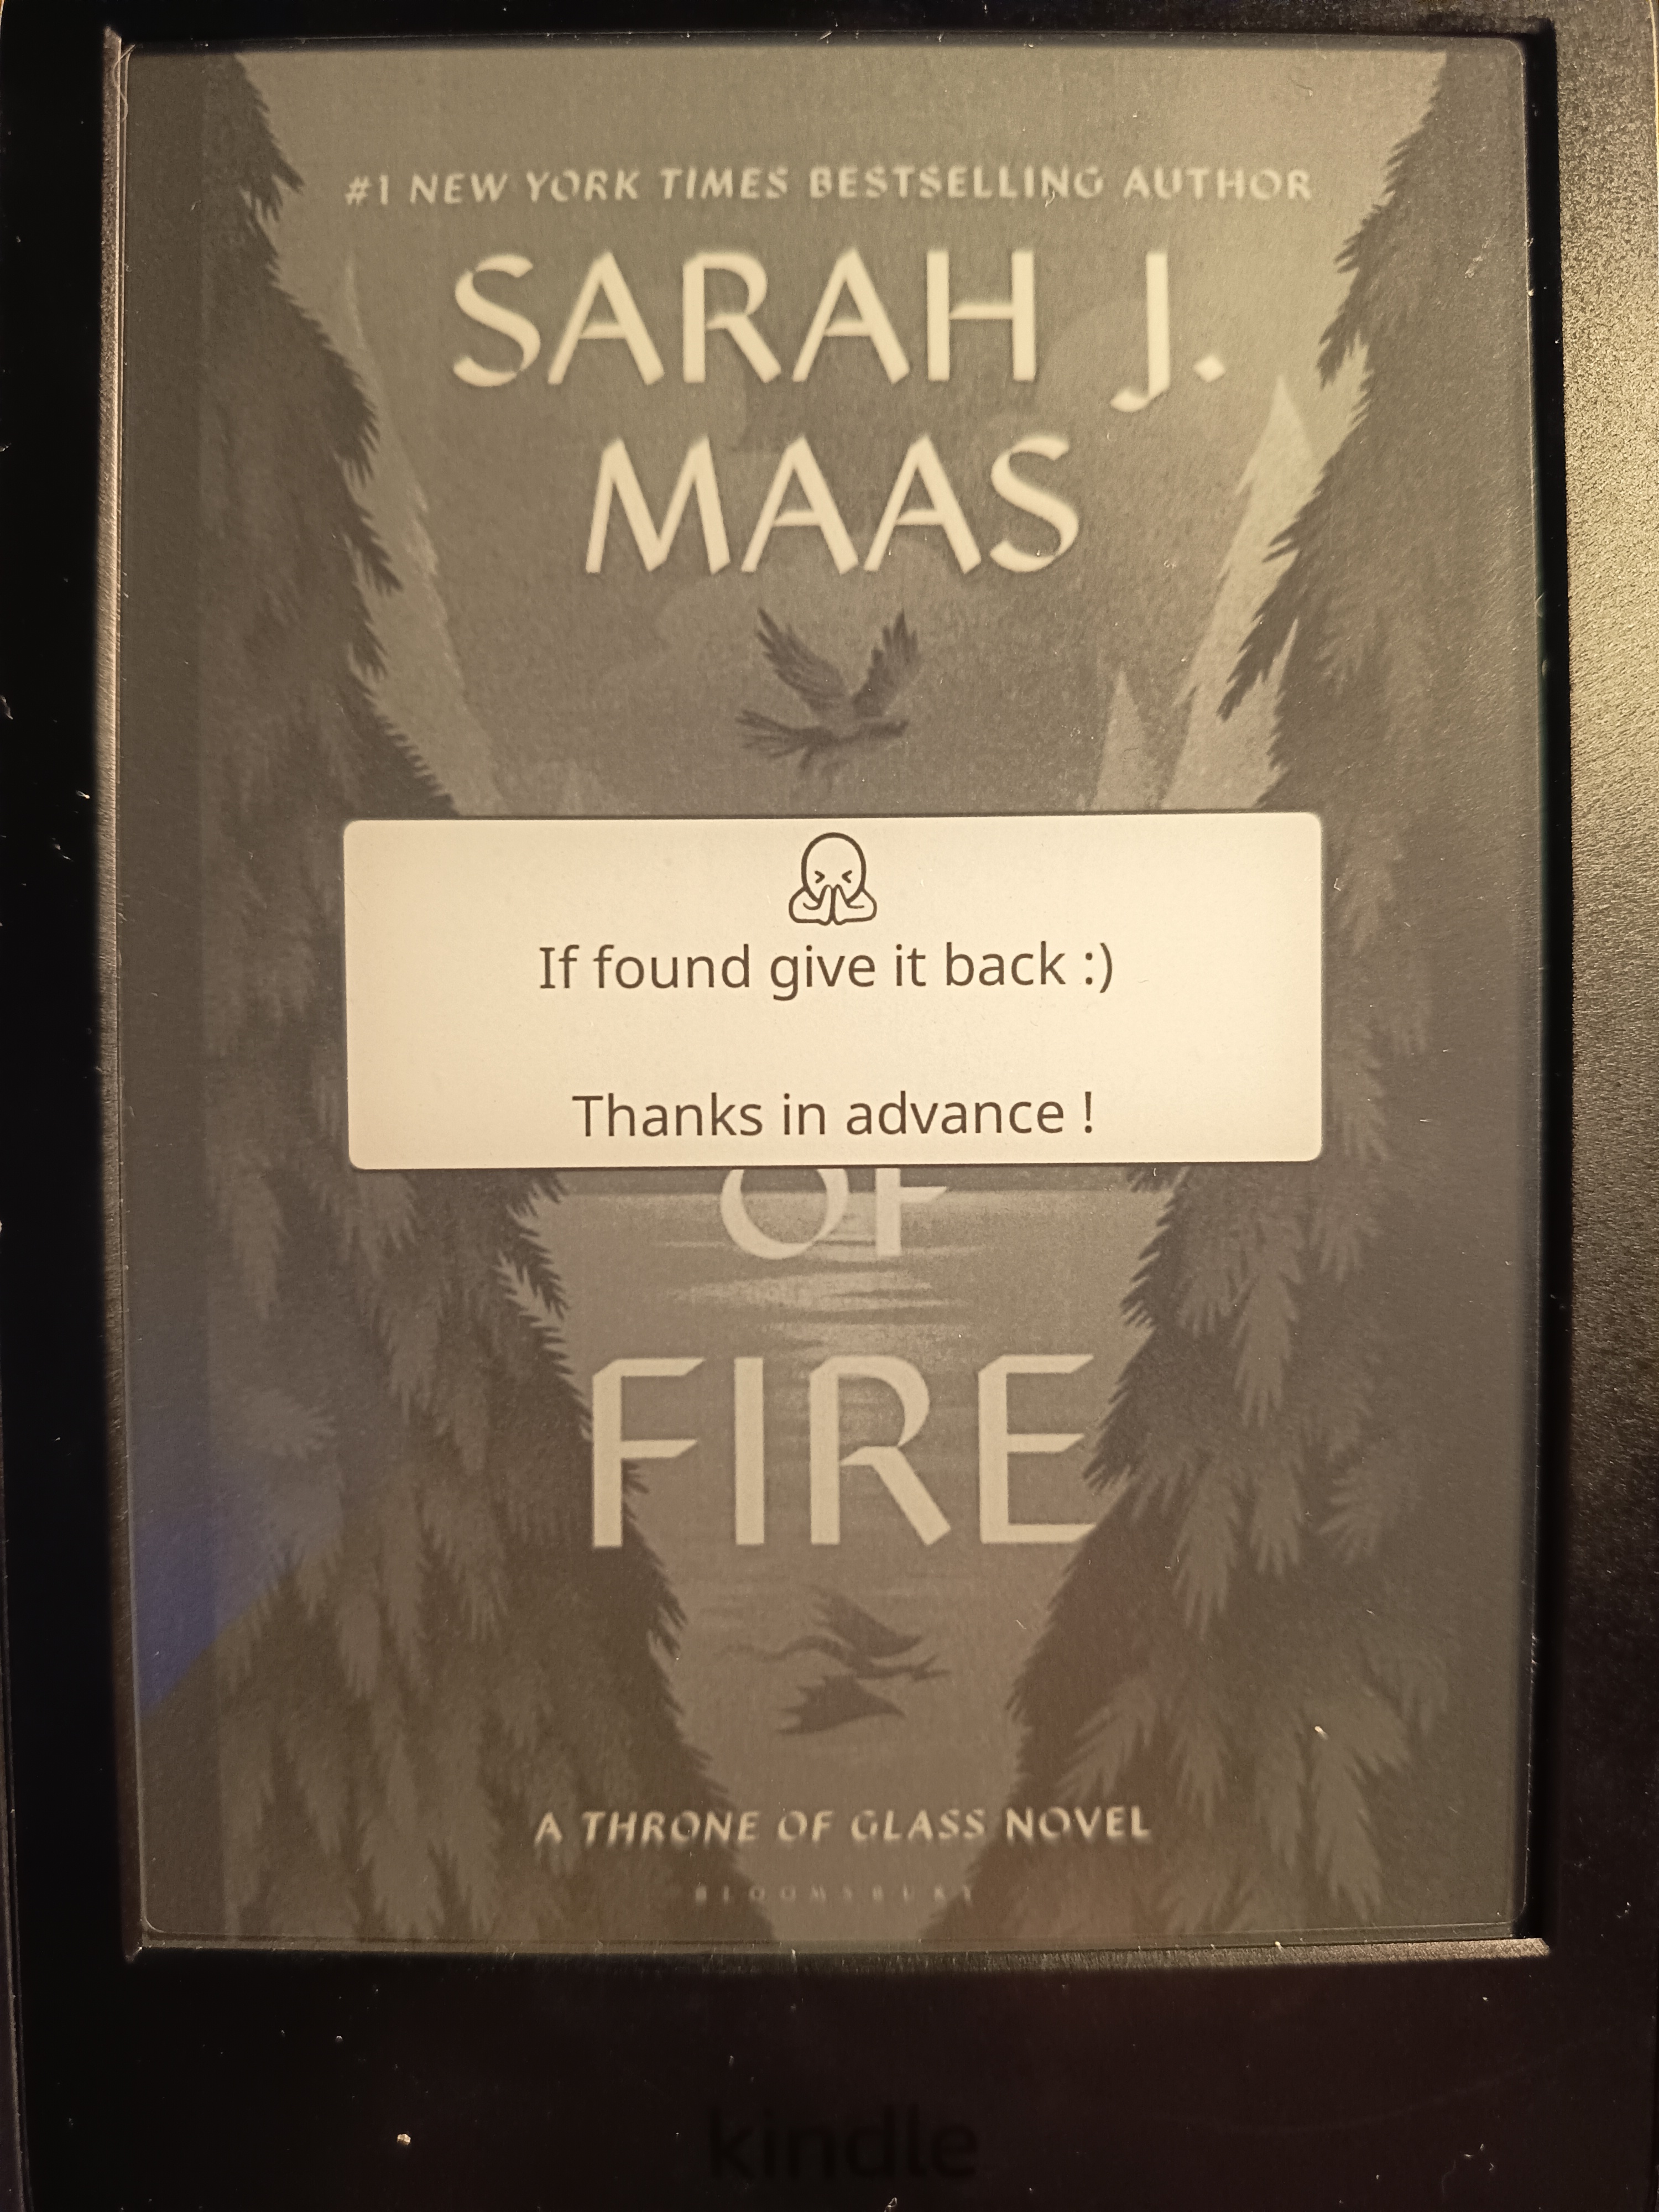 #1 NEW YORK TIMES BESTSELLING AUTHOR
SARAH J.
MAAS
If found give it back :)
Thanks in advance !
OF
FIRE
A THRONE OF GLASS NOVEL
BLOOMSBURY
kindle